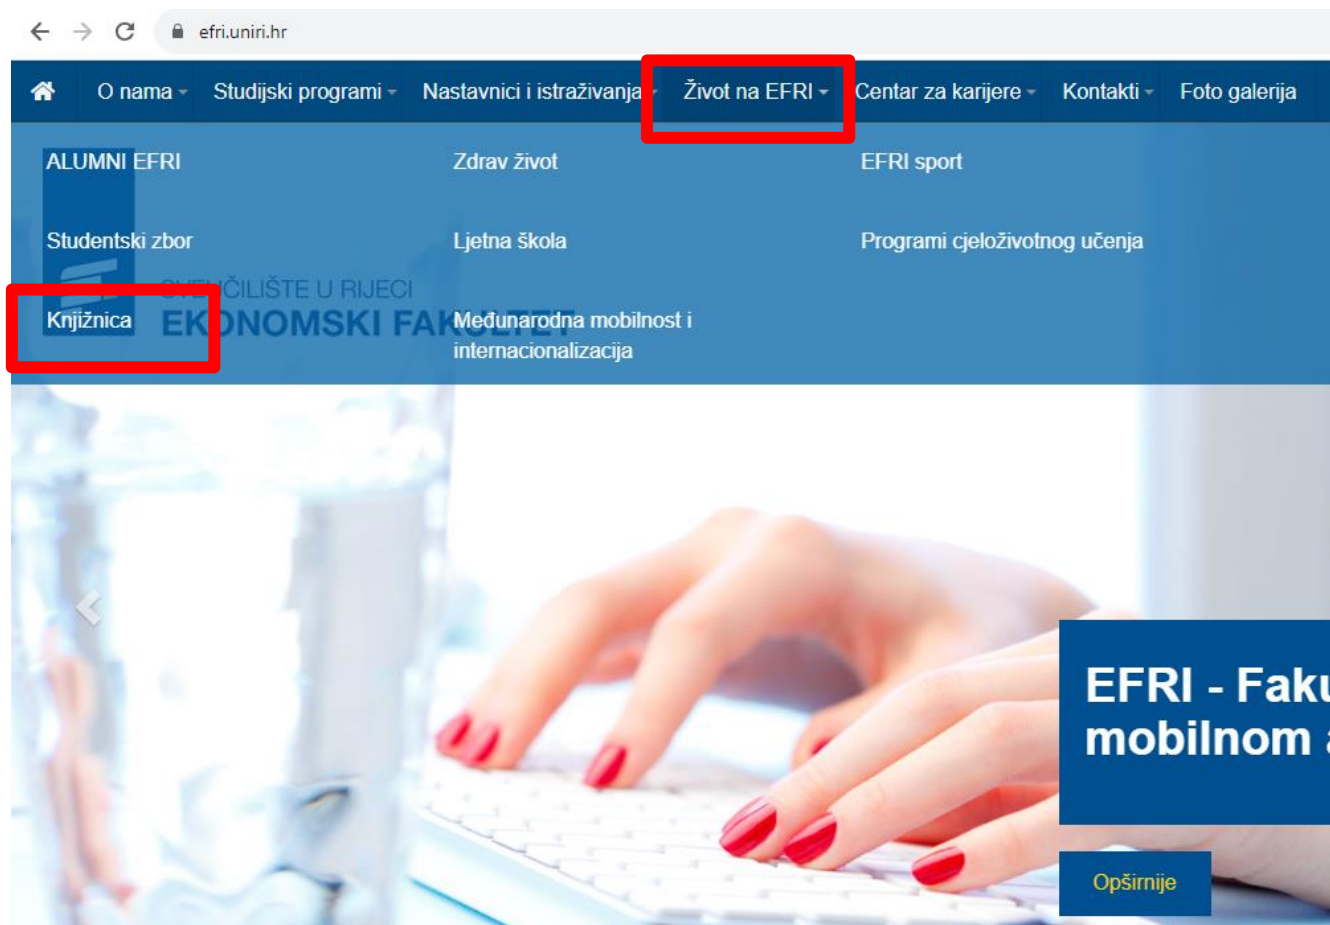 efri.uniri.hr
O nama Studijski programi Nastavnici i istraživanja Život na EFRI Centar za karijere Kontakti Foto galerija
ALUMNI EFRI Zdrav život EFRI sport
Studentski zbor Ljetna škola Programi cjeloživotnog učenja
SVEUČILIŠTE U RIJECI
EKONOMSKI FAKULTET
Knjižnica Međunarodna mobilnost i
internacionalizacija
EFRI - Faku
mobilnom a
Opširnije